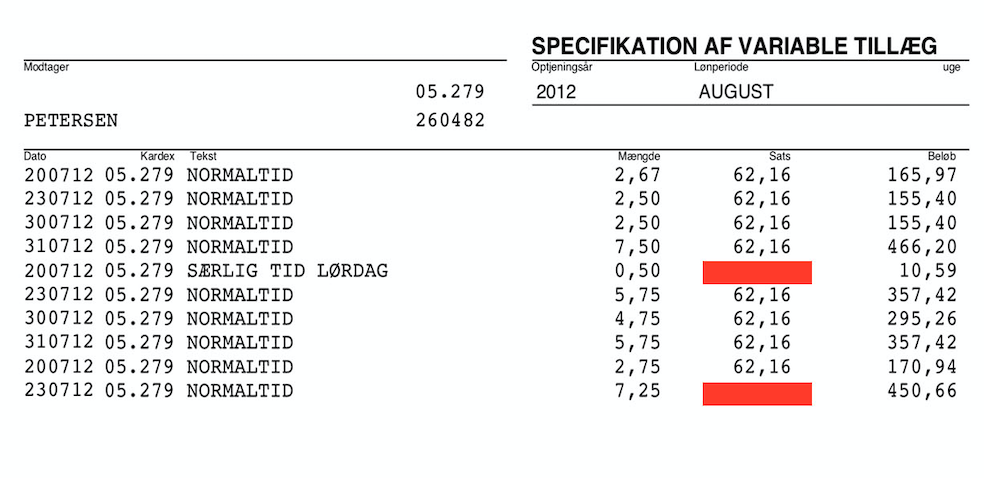 SPECIFIKATION AF VARIABLE TILLÆG
Modtager Optjeningsår Lønperiode uge
05.279 2012 AUGUST
PETERSEN 260482
Dato Kardex Tekst Mængde Sats Beløb
200712 05.279 NORMALTID 2,67 62,16 165,97
230712 05.279 NORMALTID 2,50 62,16 155,40
300712 05.279 NORMALTID 2,50 62,16 155,40
310712 05.279 NORMALTID 7,50 62,16 466,20
200712 05.279 SÆRLIG TID LØRDAG 0,50 10,59
230712 05.279 NORMALTID 5,75 62,16 357,42
300712 05.279 NORMALTID 4,75 62,16 295,26
310712 05.279 NORMALTID 5,75 62,16 357,42
200712 05.279 NORMALTID 2,75 62,16 170,94
230712 05.279 NORMALTID 7,25 450,66